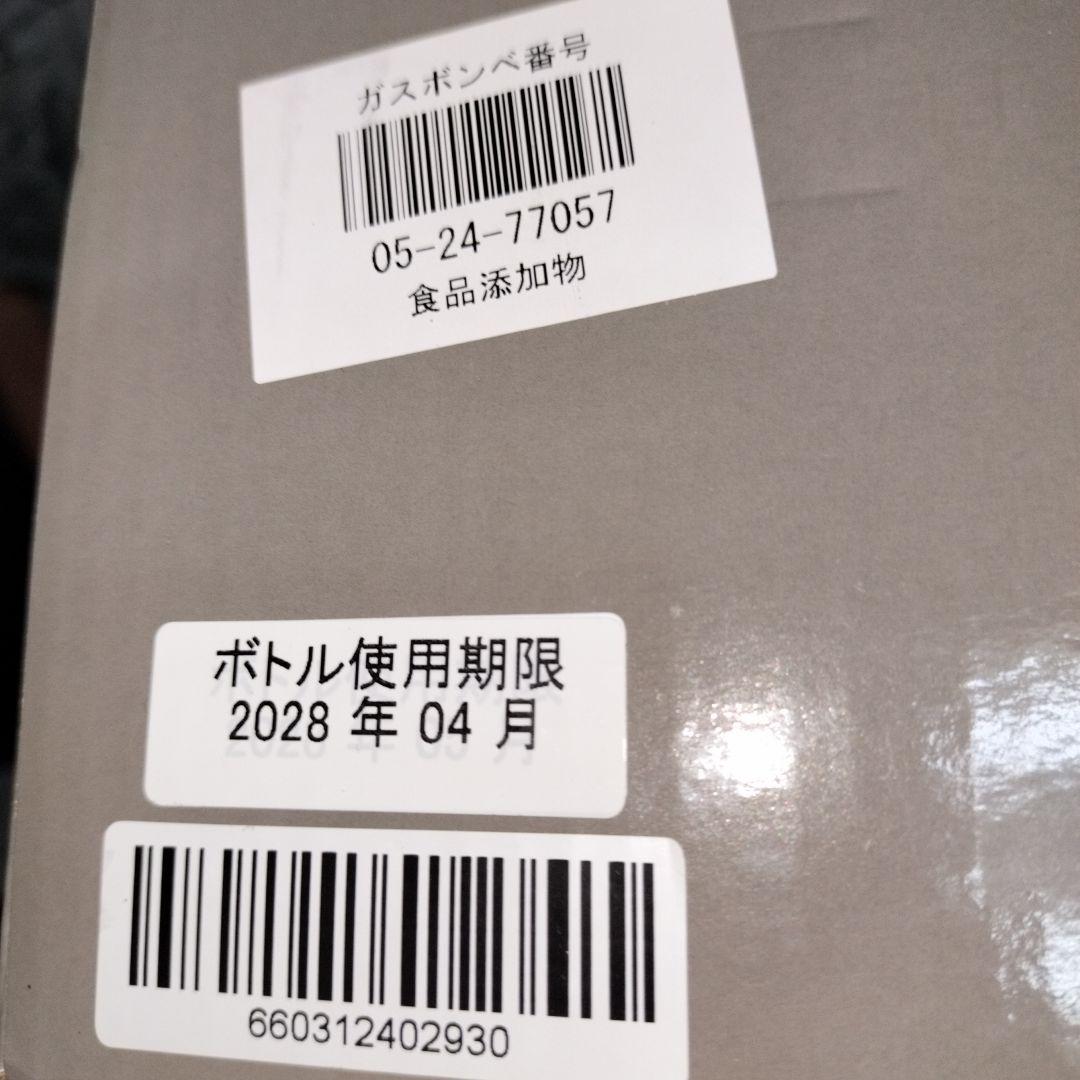 ガスボンベ番号
05-24-77057
食品添加物
ボトル使用期限
2028 年 04 月
660312402930